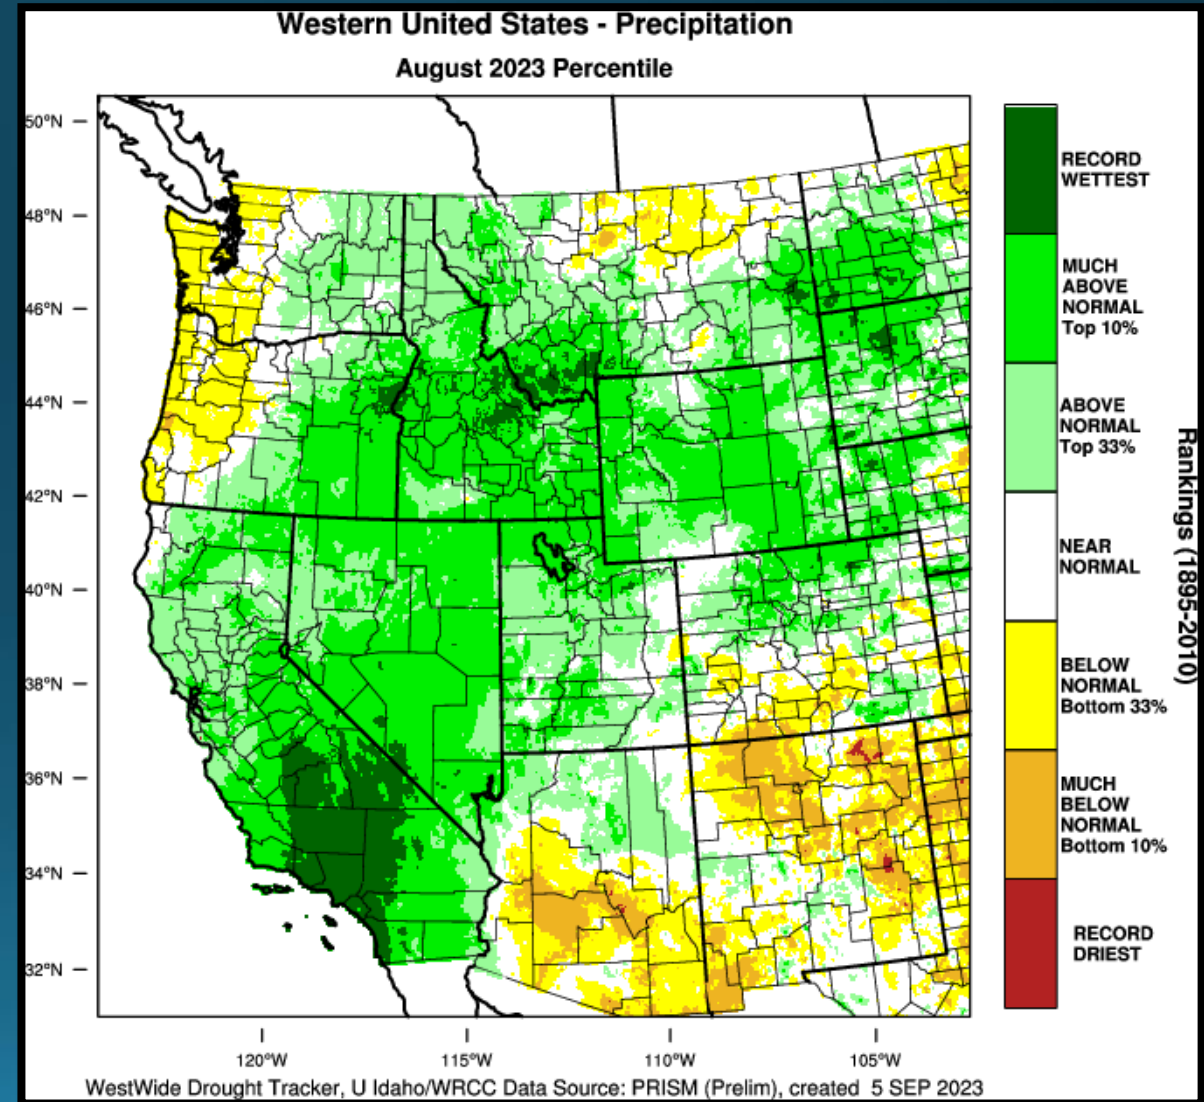 Western United States - Precipitation
August 2023 Percentile
50°N
48°N
46°N
44°N
42°N
40°N
38°N
36°N
34°N
32°N
120°W
115°W
110°W
105°W
RECORD
WETTEST
MUCH
ABOVE
NORMAL
Top 10%
ABOVE
NORMAL
Top 33%
NEAR
NORMAL
BELOW
NORMAL
Bottom 33%
MUCH
BELOW
NORMAL
Bottom 10%
RECORD
DRIEST
Rankings (1895-2010)
WestWide Drought Tracker, U Idaho/WRCC Data Source: PRISM (Prelim), created 5 SEP 2023